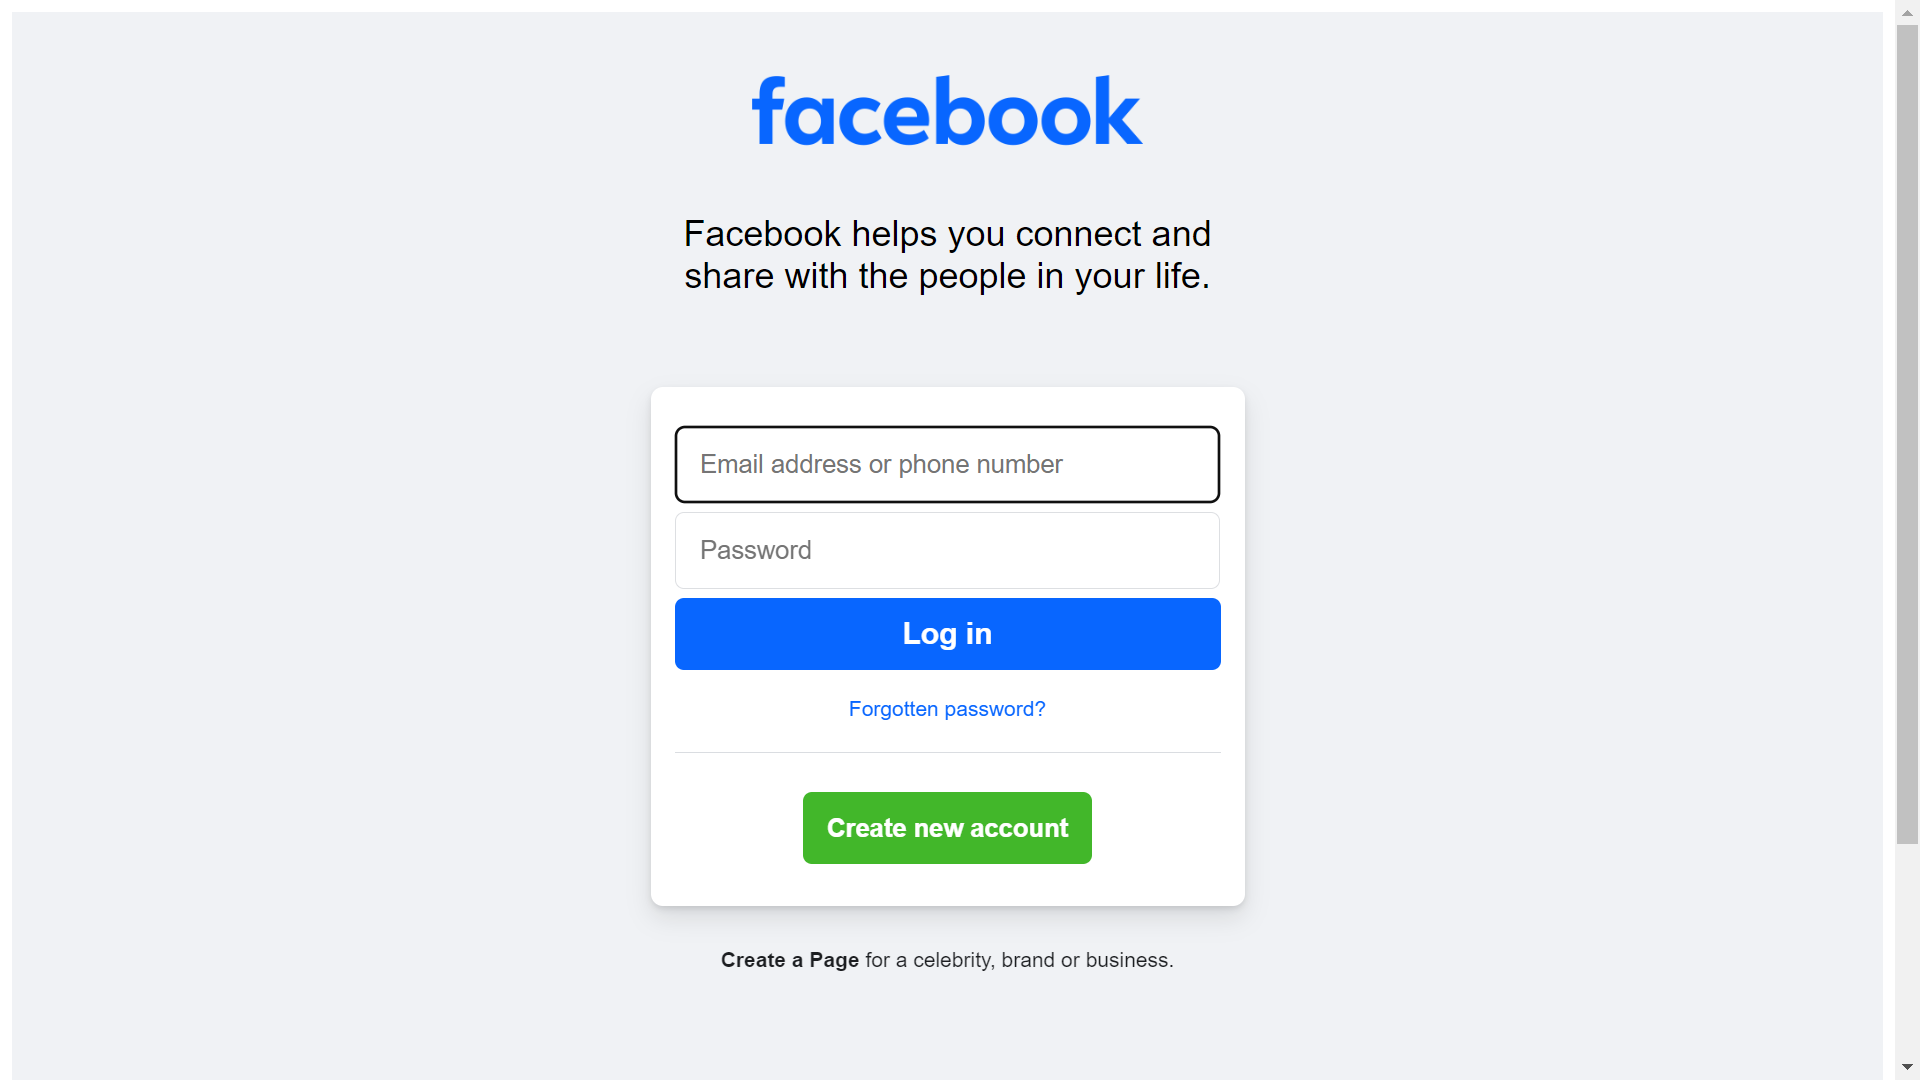 facebook
Facebook helps you connect and
share with the people in your life.
Email address or phone number
Password
Log in
Forgotten password?
Create new account
Create a Page for a celebrity, brand or business.